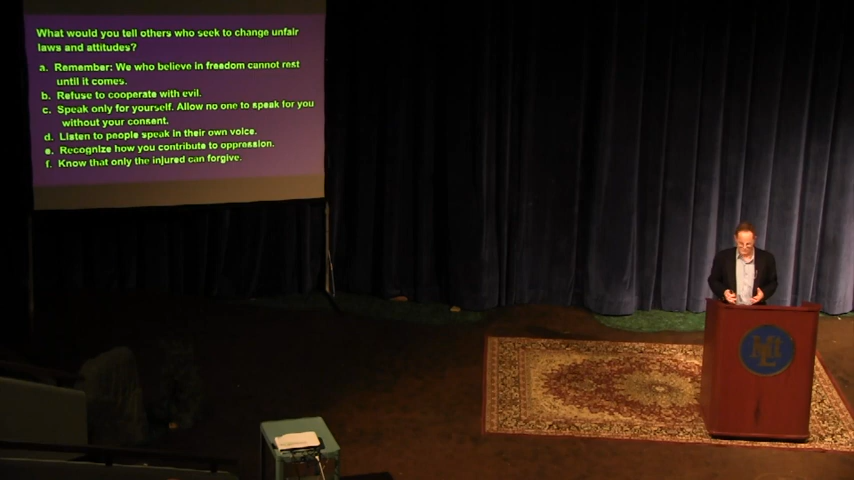 What would you tell others who seek to change unfair
laws and attitudes?
a. Remember: We who believe in freedom cannot rest
until it comes.
b. Refuse to cooperate with evil.
c. Speak only for yourself. Allow no one to speak for you
without your consent.
d. Listen to people speak in their own voice.
e. Recognize how you contribute to oppression.
f. Know that only the injured can forgive.